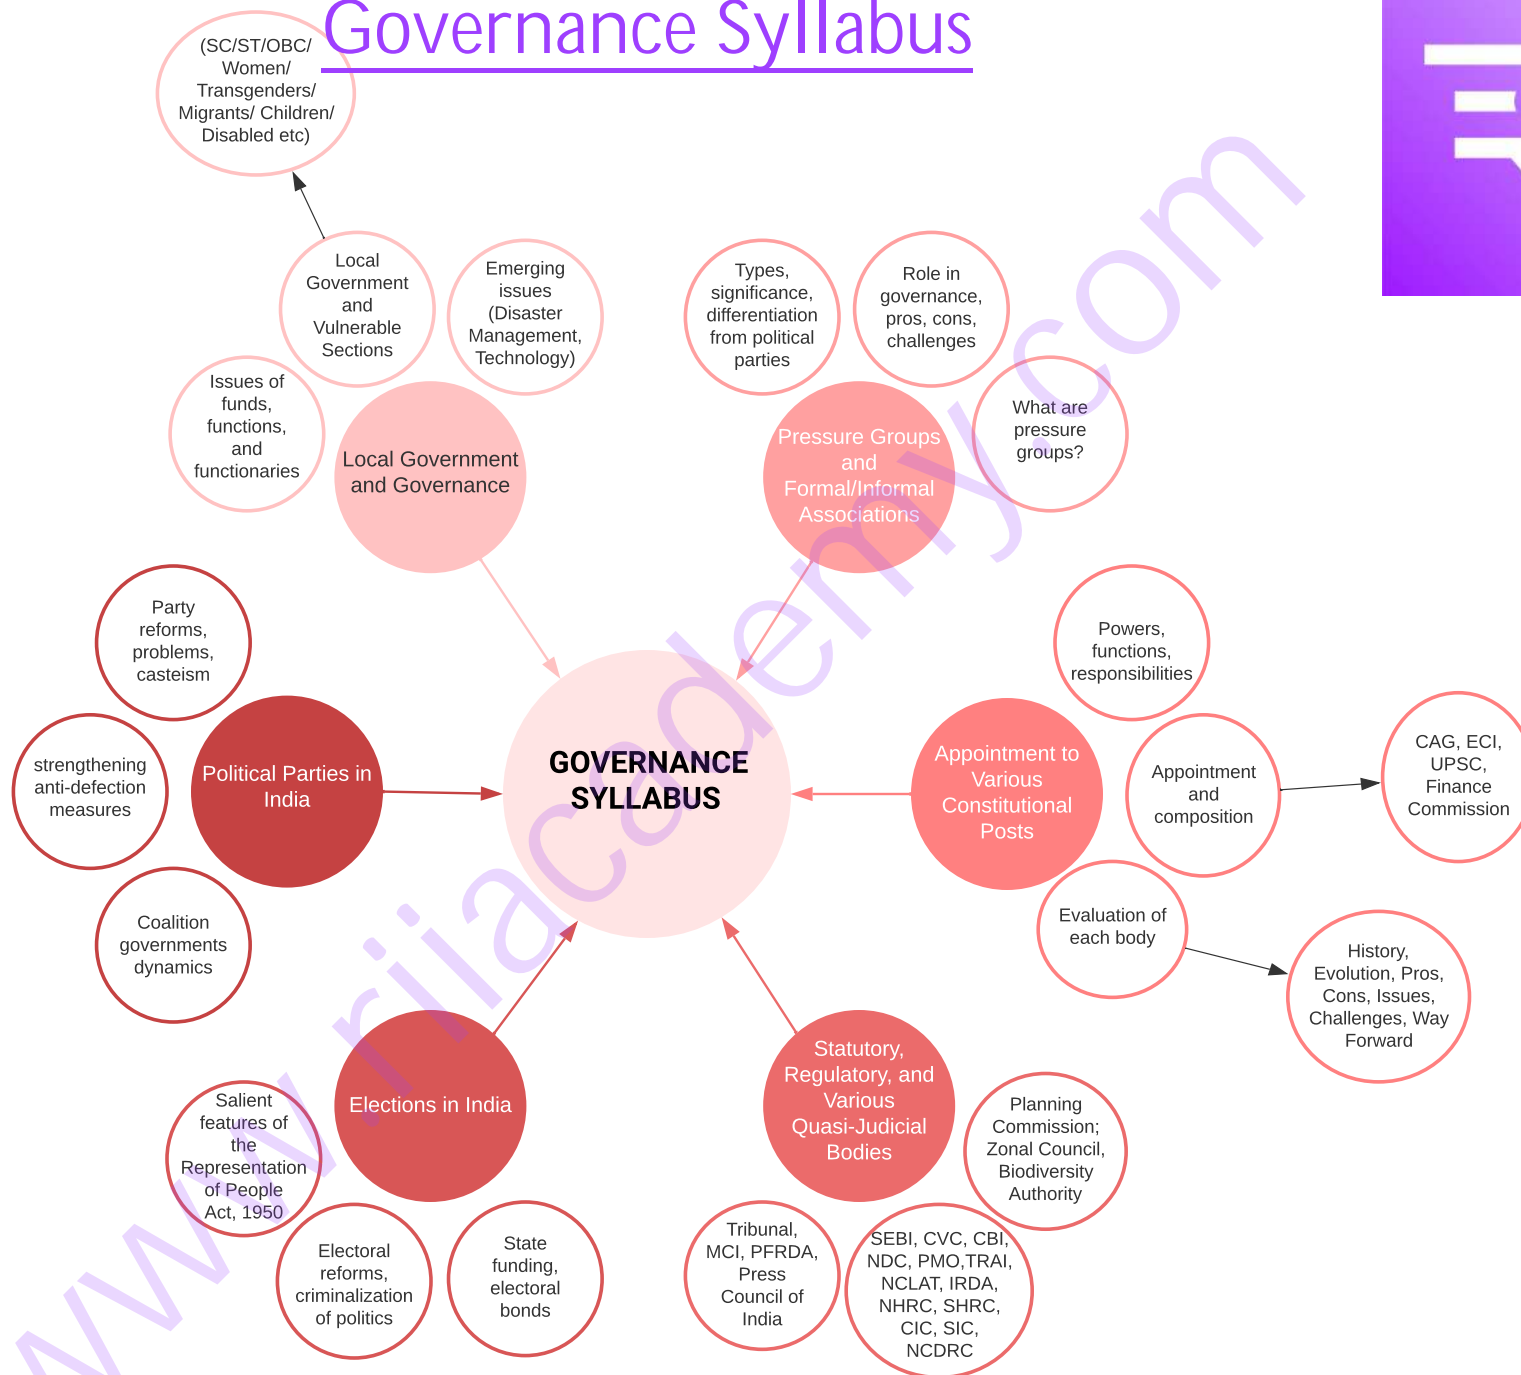 Governance Syllabus
(SC/ST/OBC/
Women/
Transgenders/
Migrants/ Children/
Disabled etc)
Local
Government
and
Vulnerable
Sections
Emerging
issues
(Disaster
Management,
Technology)
Issues of
funds,
functions,
and
functionaries
Local Government
and Governance
Types,
significance,
differentiation
from political
parties
Role in
governance,
pros, cons,
challenges
What are
pressure
groups?
Pressure Groups
and
Formal/Informal
Associations
Party
reforms,
problems,
casteism
strengthening
anti-defection
measures
Coalition
governments
dynamics
Political Parties in
India
GOVERNANCE
SYLLABUS
Powers,
functions,
responsibilities
Appointment to
Various
Constitutional
Posts
Appointment
and
composition
CAG, ECI,
UPSC,
Finance
Commission
Evaluation of
each body
History,
Evolution, Pros,
Cons, Issues,
Challenges, Way
Forward
Elections in India
Salient
features of
the
Representation
of People
Act, 1950
Electoral
reforms,
criminalization
of politics
State
funding,
electoral
bonds
Statutory,
Regulatory, and
Various
Quasi-Judicial
Bodies
Planning
Commission;
Zonal Council,
Biodiversity
Authority
Tribunal,
MCI, PFRDA,
Press
Council of
India
SEBI, CVC, CBI,
NDC, PMO,TRAI,
NCLAT, IRDA,
NHRC, SHRC,
CIC, SIC,
NCDRC
www.rijacademy.com